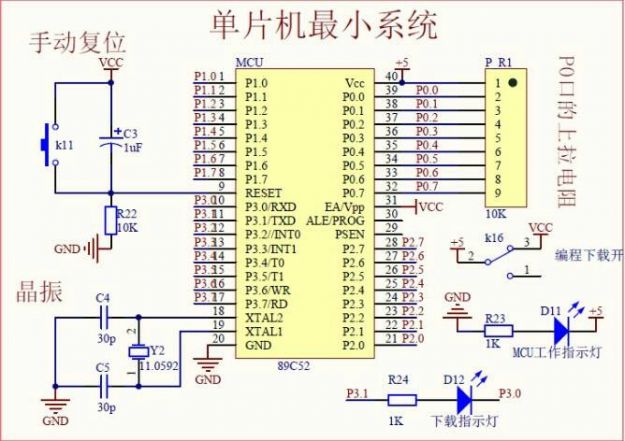 单片机最小系统
手动复位
VCC
k11
C3
1uF
R22
10K
GND
晶振
C4
30p
C5
30p
2
1
Y2
11.0592
GND
MCU
P1.0 1 P1.0
P1.1 2 P1.1
P1.2 3 P1.2
P1.3 4 P1.3
P1.4 5 P1.4
P1.5 6 P1.5
P1.6 7 P1.6
P1.7 8 P1.7
9 RESET
P3.0 10 P3.0/RXD
P3.1 11 P3.1/TXD
P3.2 12 P3.2//INT0
P3.3 13 P3.3/INT1
P3.4 14 P3.4/T0
P3.5 15 P3.5/T1
P3.6 16 P3.6/WR
P3.7 17 P3.7/RD
18 XTAL2
19 XTAL1
20 GND
GND
89C52
Vcc 40 +5
P0.0 39 P0.0
P0.1 38 P0.1
P0.2 37 P0.2
P0.3 36 P0.3
P0.4 35 P0.4
P0.5 34 P0.5
P0.6 33 P0.6
P0.7 32 P0.7
EA/Vpp 31 VCC
ALE/PROG 30
PSEN 29
P2.7 28 P2.7
P2.6 27 P2.6
P2.5 26 P2.5
P2.4 25 P2.4
P2.3 24 P2.3
P2.2 23 P2.2
P2.1 22 P2.1
P2.0 21 P2.0
P R1
1
2
3
4
5
6
7
8
9
10K
P0口的上拉电阻
VCC
k16
+5
2
3
1
编程下载开
GND
R23
1K
D11
+5
MCU工作指示灯
P3.1
R24
1K
D12
P3.0
下载指示灯